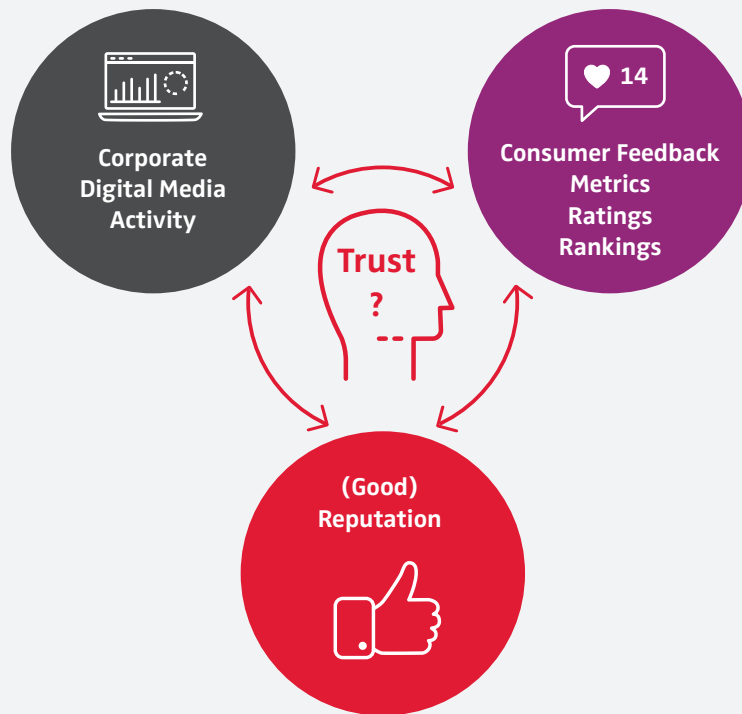 Corporate
Digital Media
Activity
14
Consumer Feedback
Metrics
Ratings
Rankings
Trust
?
(Good)
Reputation